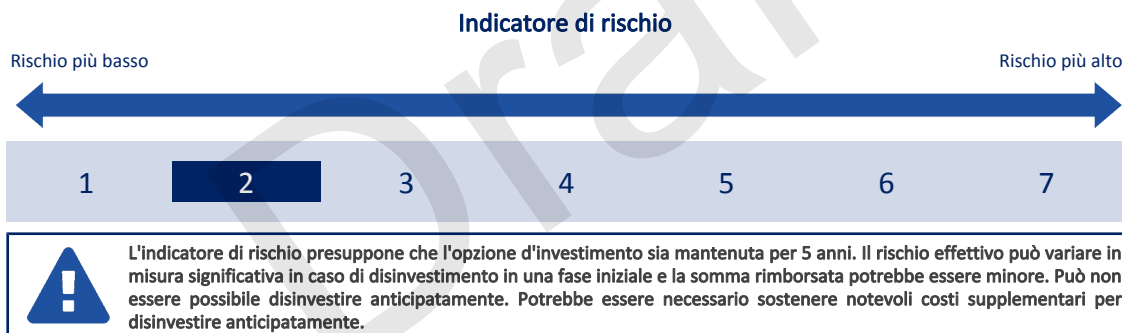 Indicatore di rischio
Rischio più basso
Rischio più alto
1 2 3 4 5 6 7
L'indicatore di rischio presuppone che l'opzione d'investimento sia mantenuta per 5 anni. Il rischio effettivo può variare in
misura significativa in caso di disinvestimento in una fase iniziale e la somma rimborsata potrebbe essere minore. Può non
essere possibile disinvestire anticipatamente. Potrebbe essere necessario sostenere notevoli costi supplementari per
disinvestire anticipatamente.